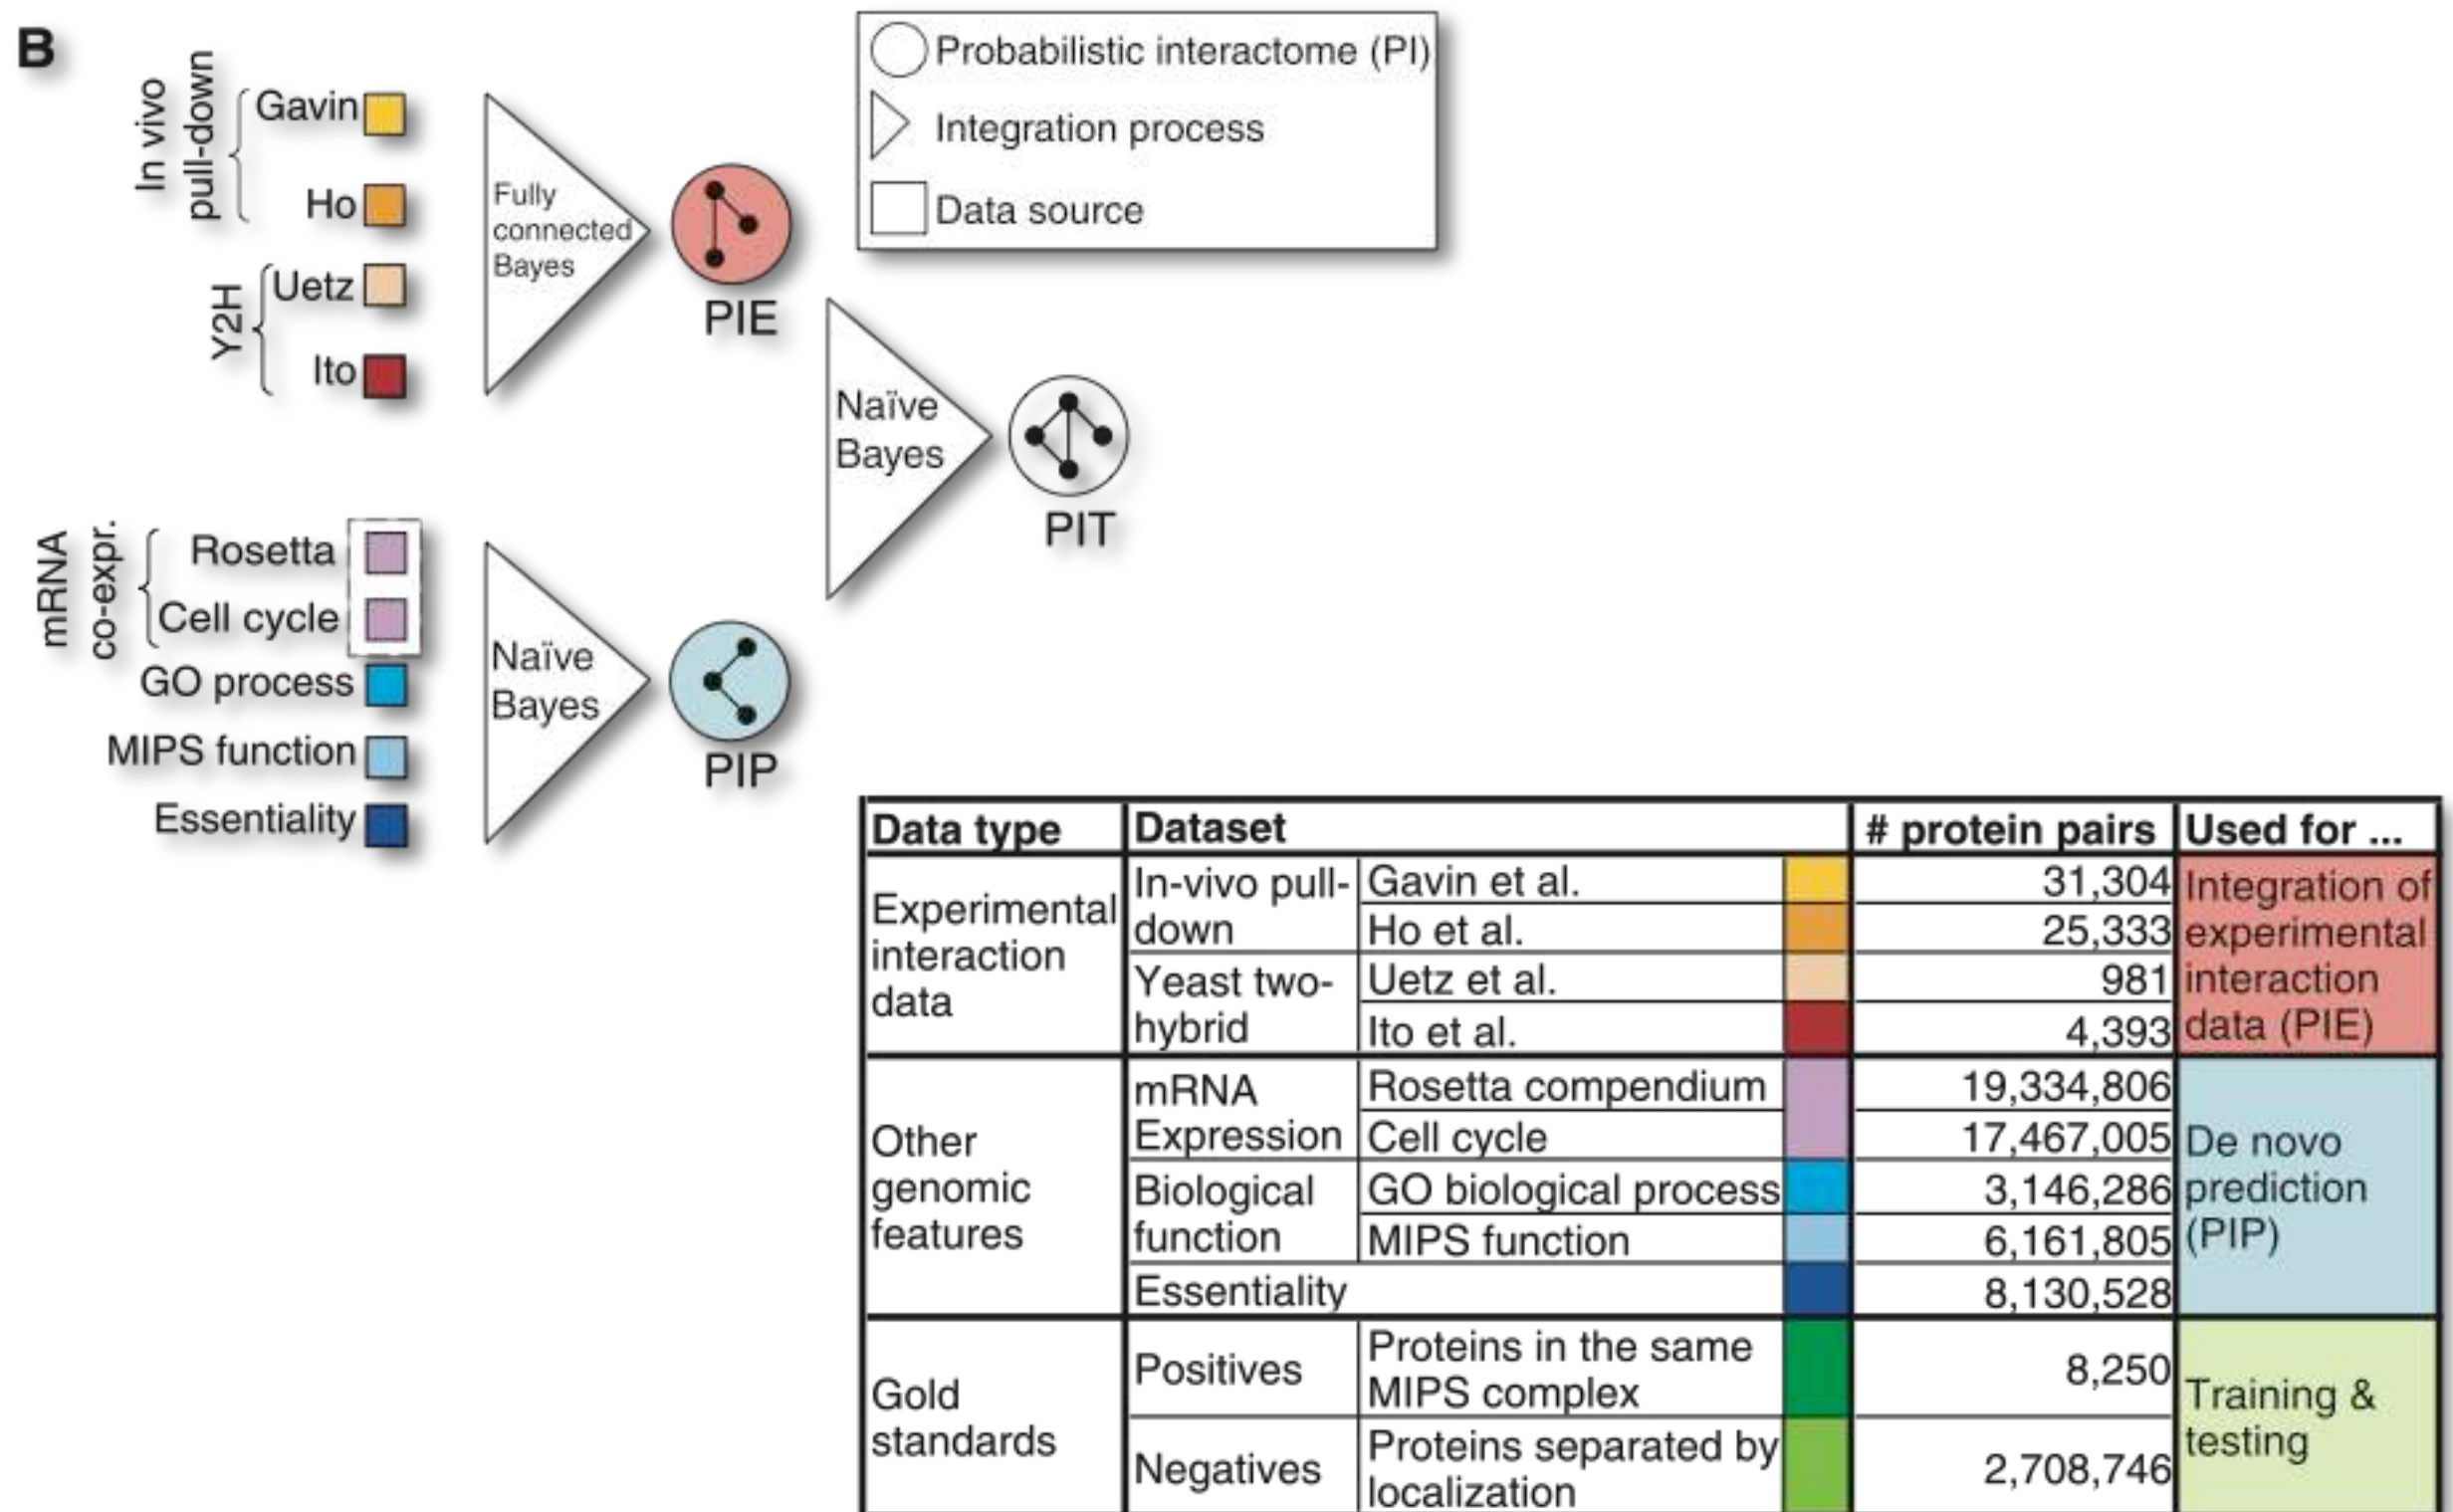 B
In vivo
pull-down
Gavin
Ho
Y2H
Uetz
Ito
Fully
connected
Bayes
PIE
Probabilistic interactome (PI)
Integration process
Data source
Naïve
Bayes
PIT
mRNA
co-expr.
Rosetta
Cell cycle
GO process
MIPS function
Essentiality
Naïve
Bayes
PIP
Data type Dataset # protein pairs Used for ...
Experimental
interaction
data
In-vivo pull-
down
Gavin et al. 31,304
Ho et al. 25,333
Yeast two-
hybrid
Uetz et al. 981
Ito et al. 4,393
Integration of
experimental
interaction
data (PIE)
Other
genomic
features
mRNA
Expression
Rosetta compendium 19,334,806
Cell cycle 17,467,005
Biological
function
GO biological process 3,146,286
MIPS function 6,161,805
Essentiality 8,130,528
De novo
prediction
(PIP)
Gold
standards
Positives
Proteins in the same
MIPS complex
8,250
Negatives
Proteins separated by
localization
2,708,746
Training &
testing